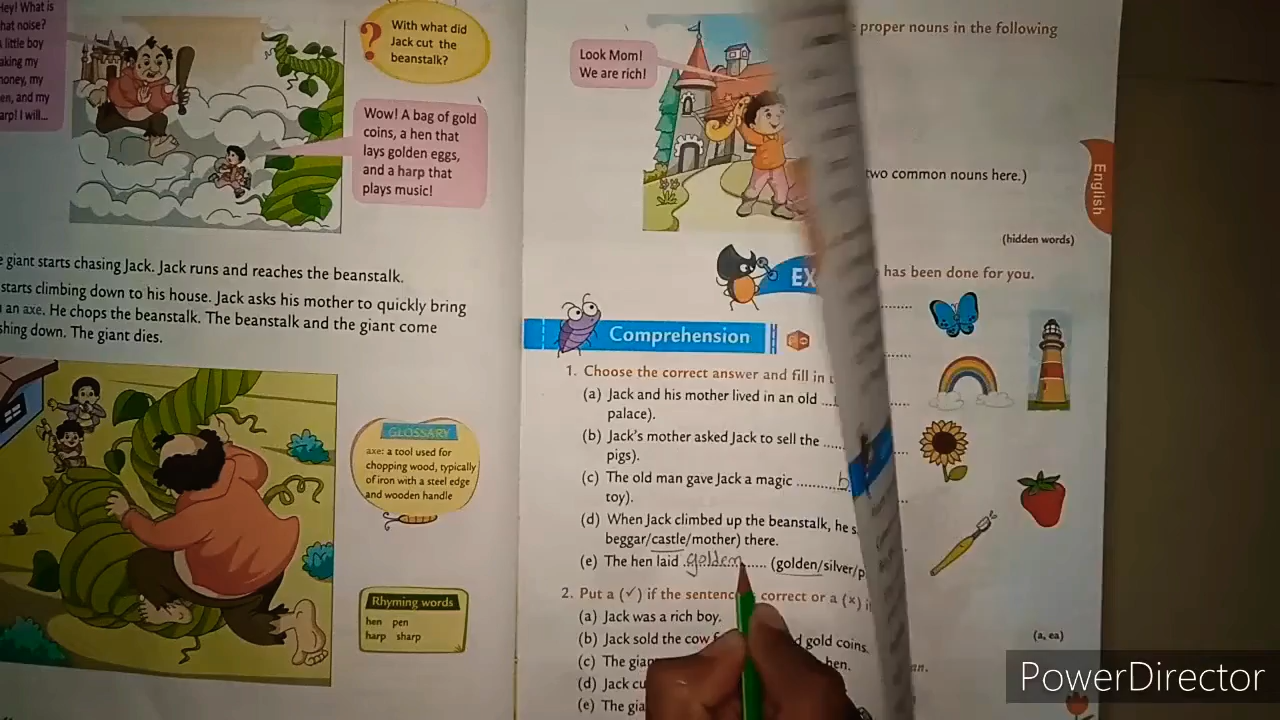 Hey! What is
hat noise?
little boy
aking my
money, my
en, and my
arp! I will...
?
With what did
Jack cut the
beanstalk?
Wow! A bag of gold
coins, a hen that
lays golden eggs,
and a harp that
plays music!
e giant starts chasing Jack. Jack runs and reaches the beanstalk.
starts climbing down to his house. Jack asks his mother to quickly bring
an axe. He chops the beanstalk. The beanstalk and the giant come
shing down. The giant dies.
GLOSSARY
axe: a tool used for
chopping wood, typically
of iron with a steel edge
and wooden handle
Rhyming words
hen pen
harp sharp
Look Mom!
We are rich!
EX
Comprehension
1. Choose the correct answer and fill in
(a) Jack and his mother lived in an old ...
palace).
(b) Jack's mother asked Jack to sell the ......
pigs).
(c) The old man gave Jack a magic ............b
toy).
(d) When Jack climbed up the beanstalk, he s
beggar/castle/mother) there.
(e) The hen laid .golden...... (golden/silver/p
2. Put a (✓) if the sentenc correct or a (×) i
(a) Jack was a rich boy.
(b) Jack sold the cow f d gold coins.
(c) The gian hen.
(d) Jack cu
(e) The gia
proper nouns in the following
two common nouns here.)
English
(hidden words)
has been done for you.
(a, ea)
an.
PowerDirector